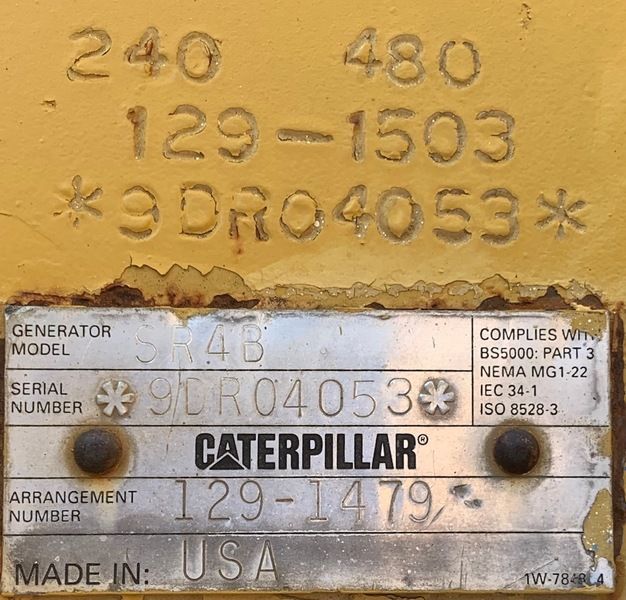 240 480
129-1503
*9DR04053*
GENERATOR MODEL SR4B
SERIAL NUMBER *9DR04053*
COMPLIES WITH
BS5000: PART 3
NEMA MG1-22
IEC 34-1
ISO 8528-3
CATERPILLAR®
ARRANGEMENT NUMBER 129-1479
MADE IN: USA